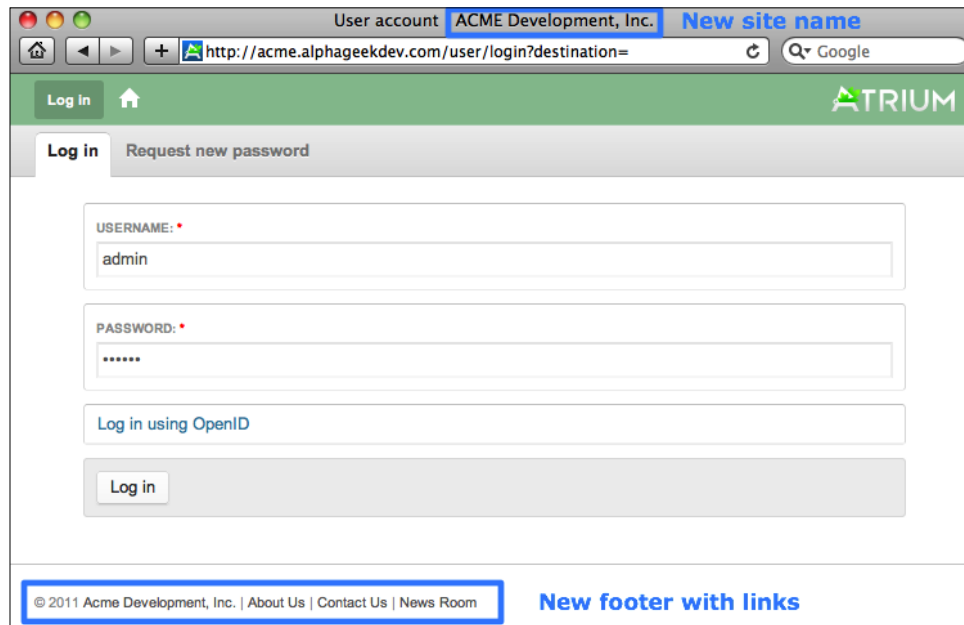 User account ACME Development, Inc. New site name
http://acme.alphageekdev.com/user/login?destination= Google
Log in ATRIUM
Log in Request new password
USERNAME: *
admin
PASSWORD: *
••••••
Log in using OpenID
Log in
© 2011 Acme Development, Inc. | About Us | Contact Us | News Room New footer with links